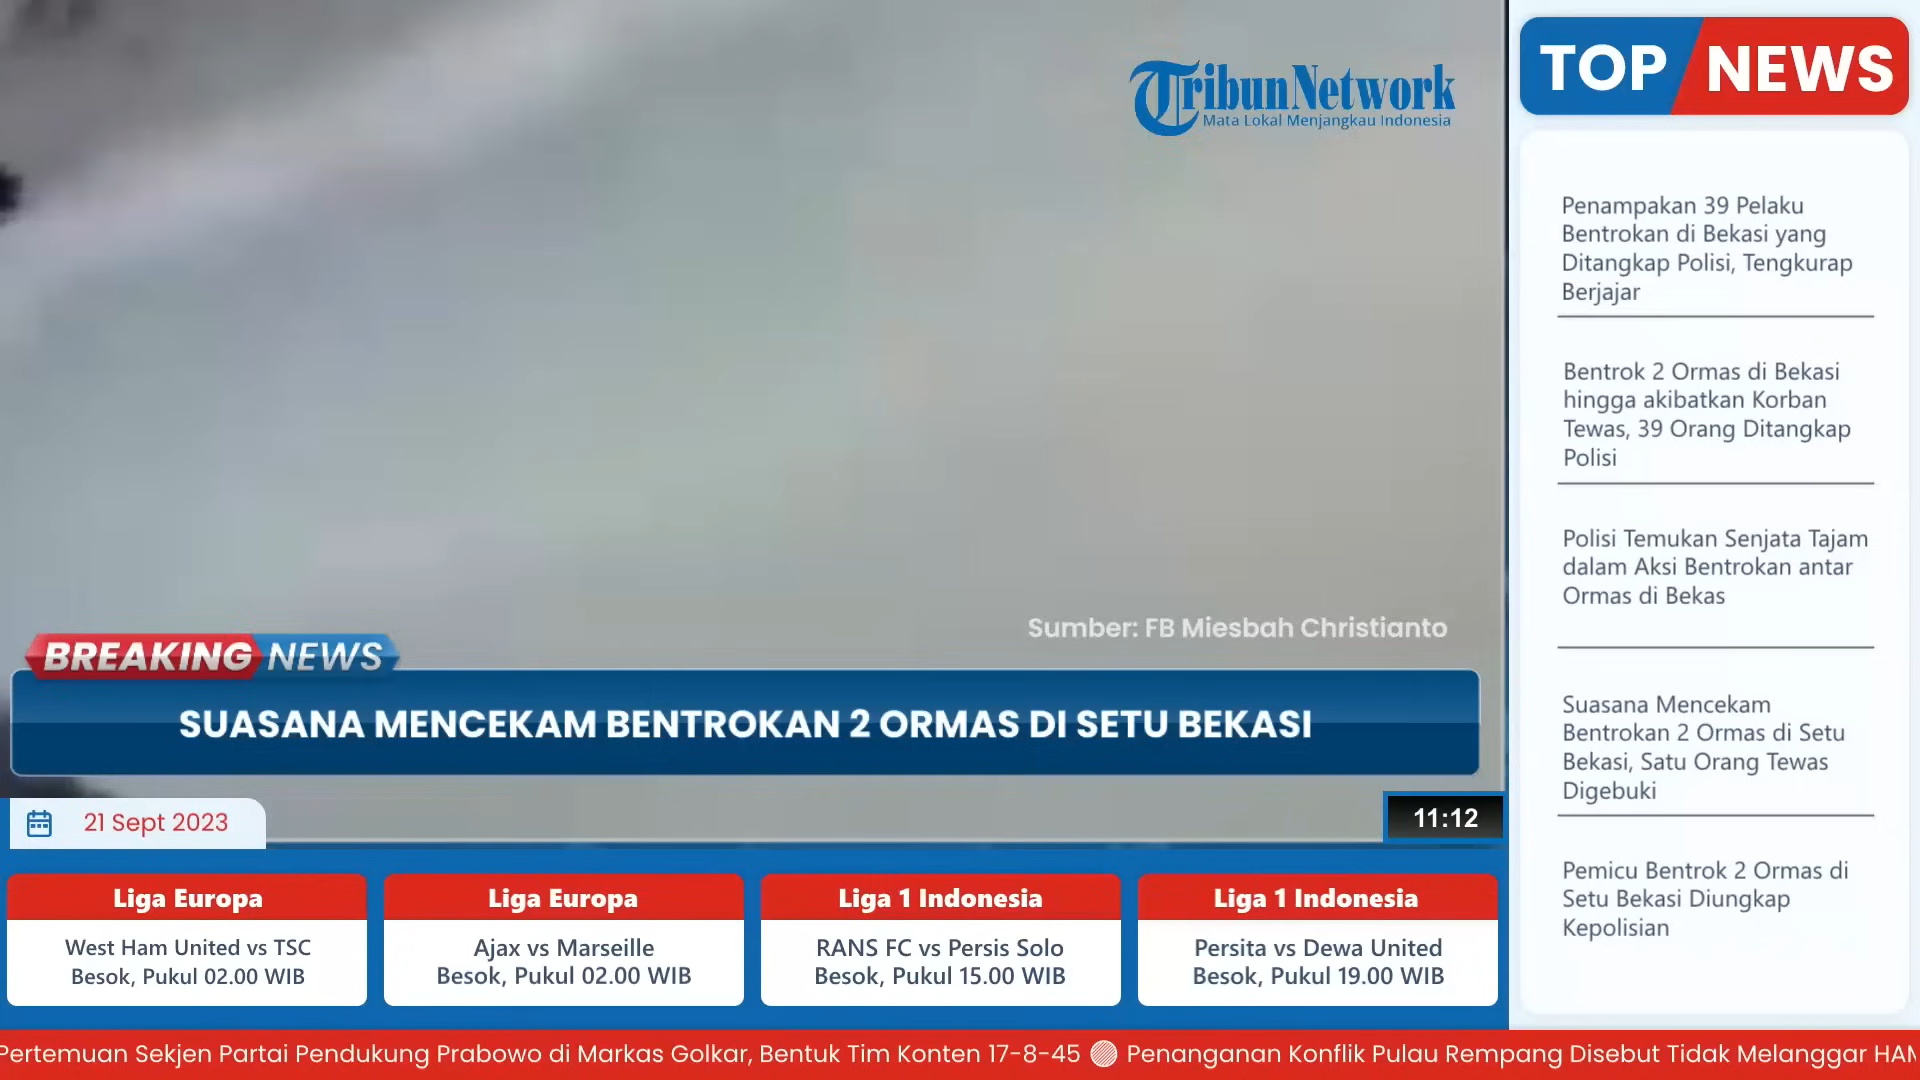 TribunNetwork
Mata Lokal Menjangkau Indonesia
Sumber: FB Miesbah Christianto
BREAKING NEWS
SUASANA MENCEKAM BENTROKAN 2 ORMAS DI SETU BEKASI
21 Sept 2023
11:12
Liga Europa
West Ham United vs TSC
Besok, Pukul 02.00 WIB
Liga Europa
Ajax vs Marseille
Besok, Pukul 02.00 WIB
Liga 1 Indonesia
RANS FC vs Persis Solo
Besok, Pukul 15.00 WIB
Liga 1 Indonesia
Persita vs Dewa United
Besok, Pukul 19.00 WIB
TOP NEWS
Penampakan 39 Pelaku
Bentrokan di Bekasi yang
Ditangkap Polisi, Tengkurap
Berjajar
Bentrok 2 Ormas di Bekasi
hingga akibatkan Korban
Tewas, 39 Orang Ditangkap
Polisi
Polisi Temukan Senjata Tajam
dalam Aksi Bentrokan antar
Ormas di Bekas
Suasana Mencekam
Bentrokan 2 Ormas di Setu
Bekasi, Satu Orang Tewas
Digebuki
Pemicu Bentrok 2 Ormas di
Setu Bekasi Diungkap
Kepolisian
Pertemuan Sekjen Partai Pendukung Prabowo di Markas Golkar, Bentuk Tim Konten 17-8-45 Penanganan Konflik Pulau Rempang Disebut Tidak Melanggar HAM